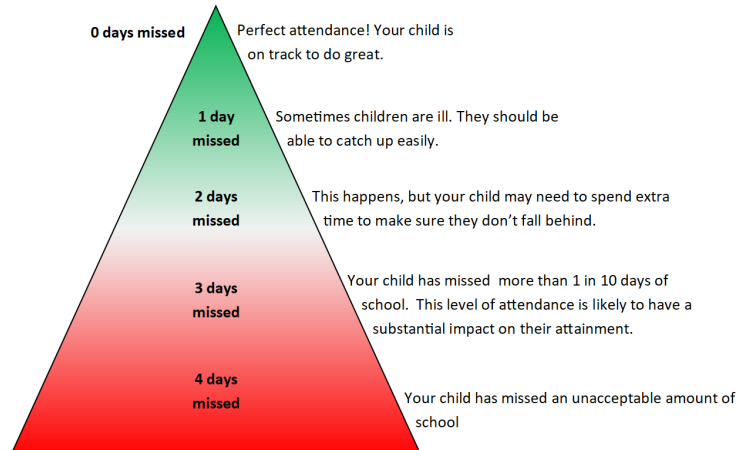 0 days missed
Perfect attendance! Your child is
on track to do great.
1 day
missed
Sometimes children are ill. They should be
able to catch up easily.
2 days
missed
This happens, but your child may need to spend extra
time to make sure they don’t fall behind.
3 days
missed
Your child has missed  more than 1 in 10 days of
school.  This level of attendance is likely to have a
substantial impact on their attainment.
4 days
missed
Your child has missed an unacceptable amount of
school